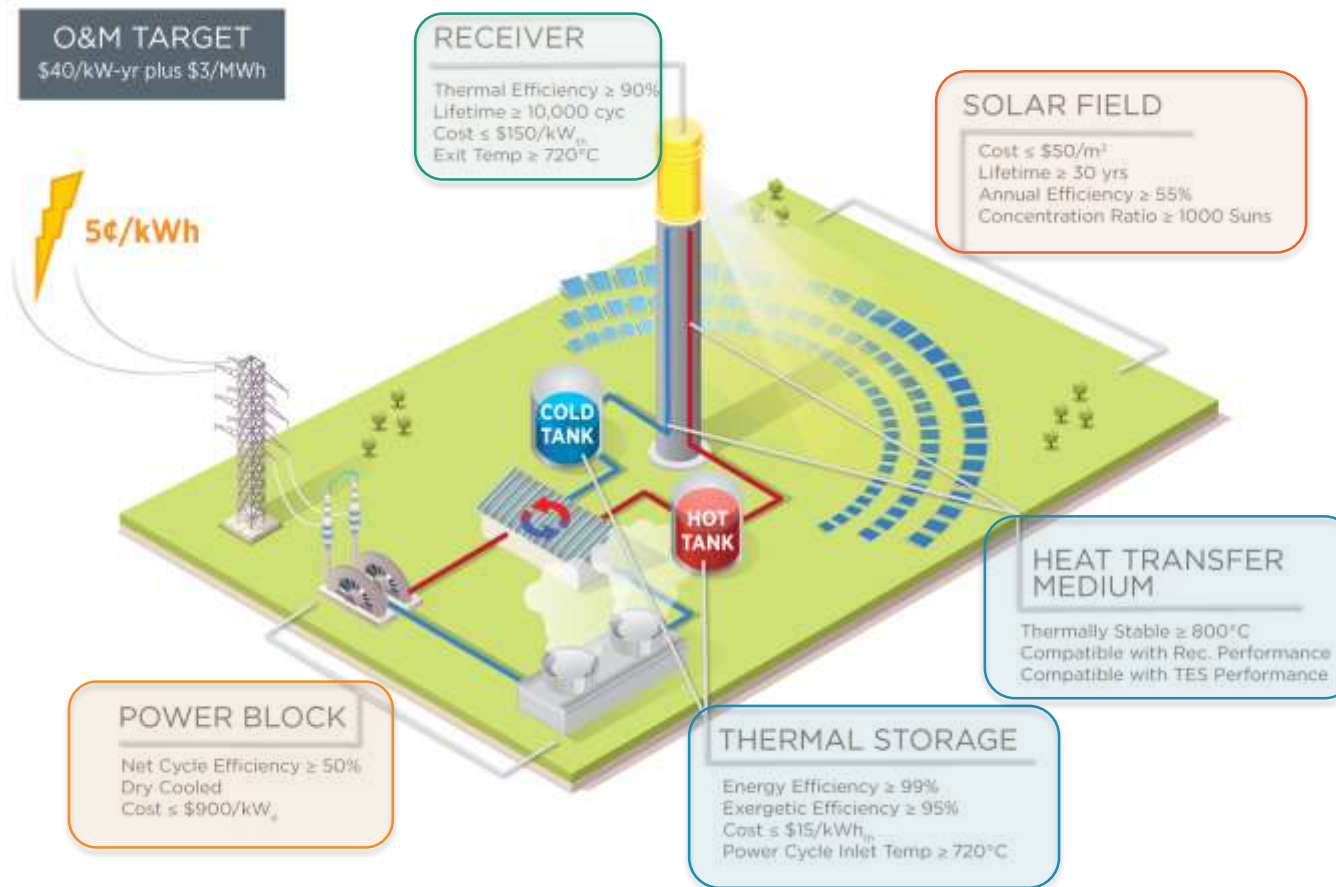 O&M TARGET
$40/kW-yr plus $3/MWh
RECEIVER
Thermal Efficiency ≥ 90%
Lifetime ≥ 10,000 cyc
Cost ≤ $150/kWth
Exit Temp ≥ 720°C
SOLAR FIELD
Cost ≤ $50/m²
Lifetime ≥ 30 yrs
Annual Efficiency ≥ 55%
Concentration Ratio ≥ 1000 Suns
5¢/kWh
COLD
TANK
HOT
TANK
HEAT TRANSFER
MEDIUM
Thermally Stable ≥ 800°C
Compatible with Rec. Performance
Compatible with TES Performance
POWER BLOCK
Net Cycle Efficiency ≥ 50%
Dry Cooled
Cost ≤ $900/kWe
THERMAL STORAGE
Energy Efficiency ≥ 99%
Exergetic Efficiency ≥ 95%
Cost ≤ $15/kWhth
Power Cycle Inlet Temp ≥ 720°C